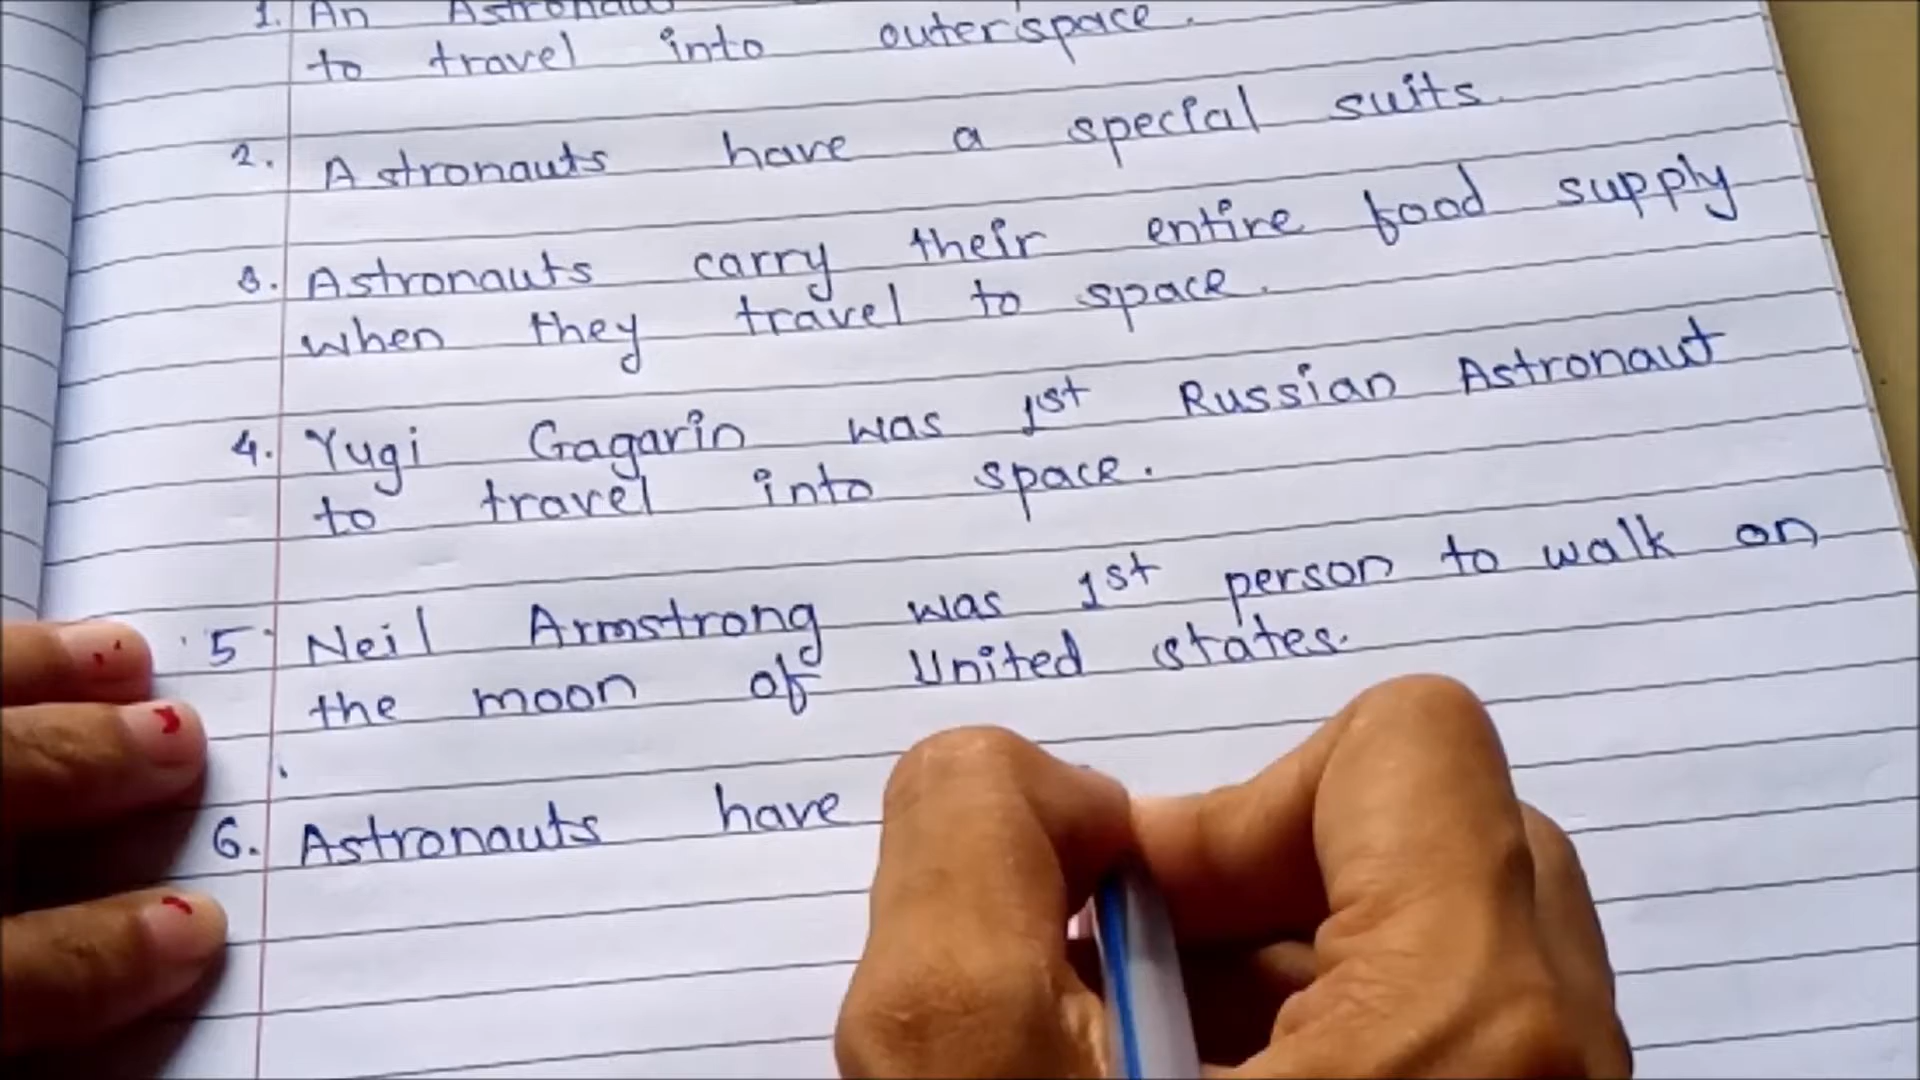 1. An Astronaut
to travel into outerspace.
2. Astronauts have a special suits.
3. Astronauts carry their entire food supply
when they travel to space.
4. Yugi Gagarin was 1st Russian Astronaut
to travel into space.
5. Neil Armstrong was 1st person to walk on
the moon of United states.
6. Astronauts have